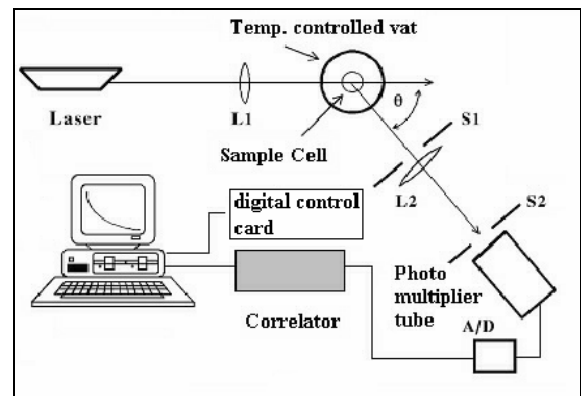 Temp. controlled vat
Laser
L1
θ
S1
Sample Cell
L2
S2
digital control
card
Photo
multiplier
tube
Correlator
A/D